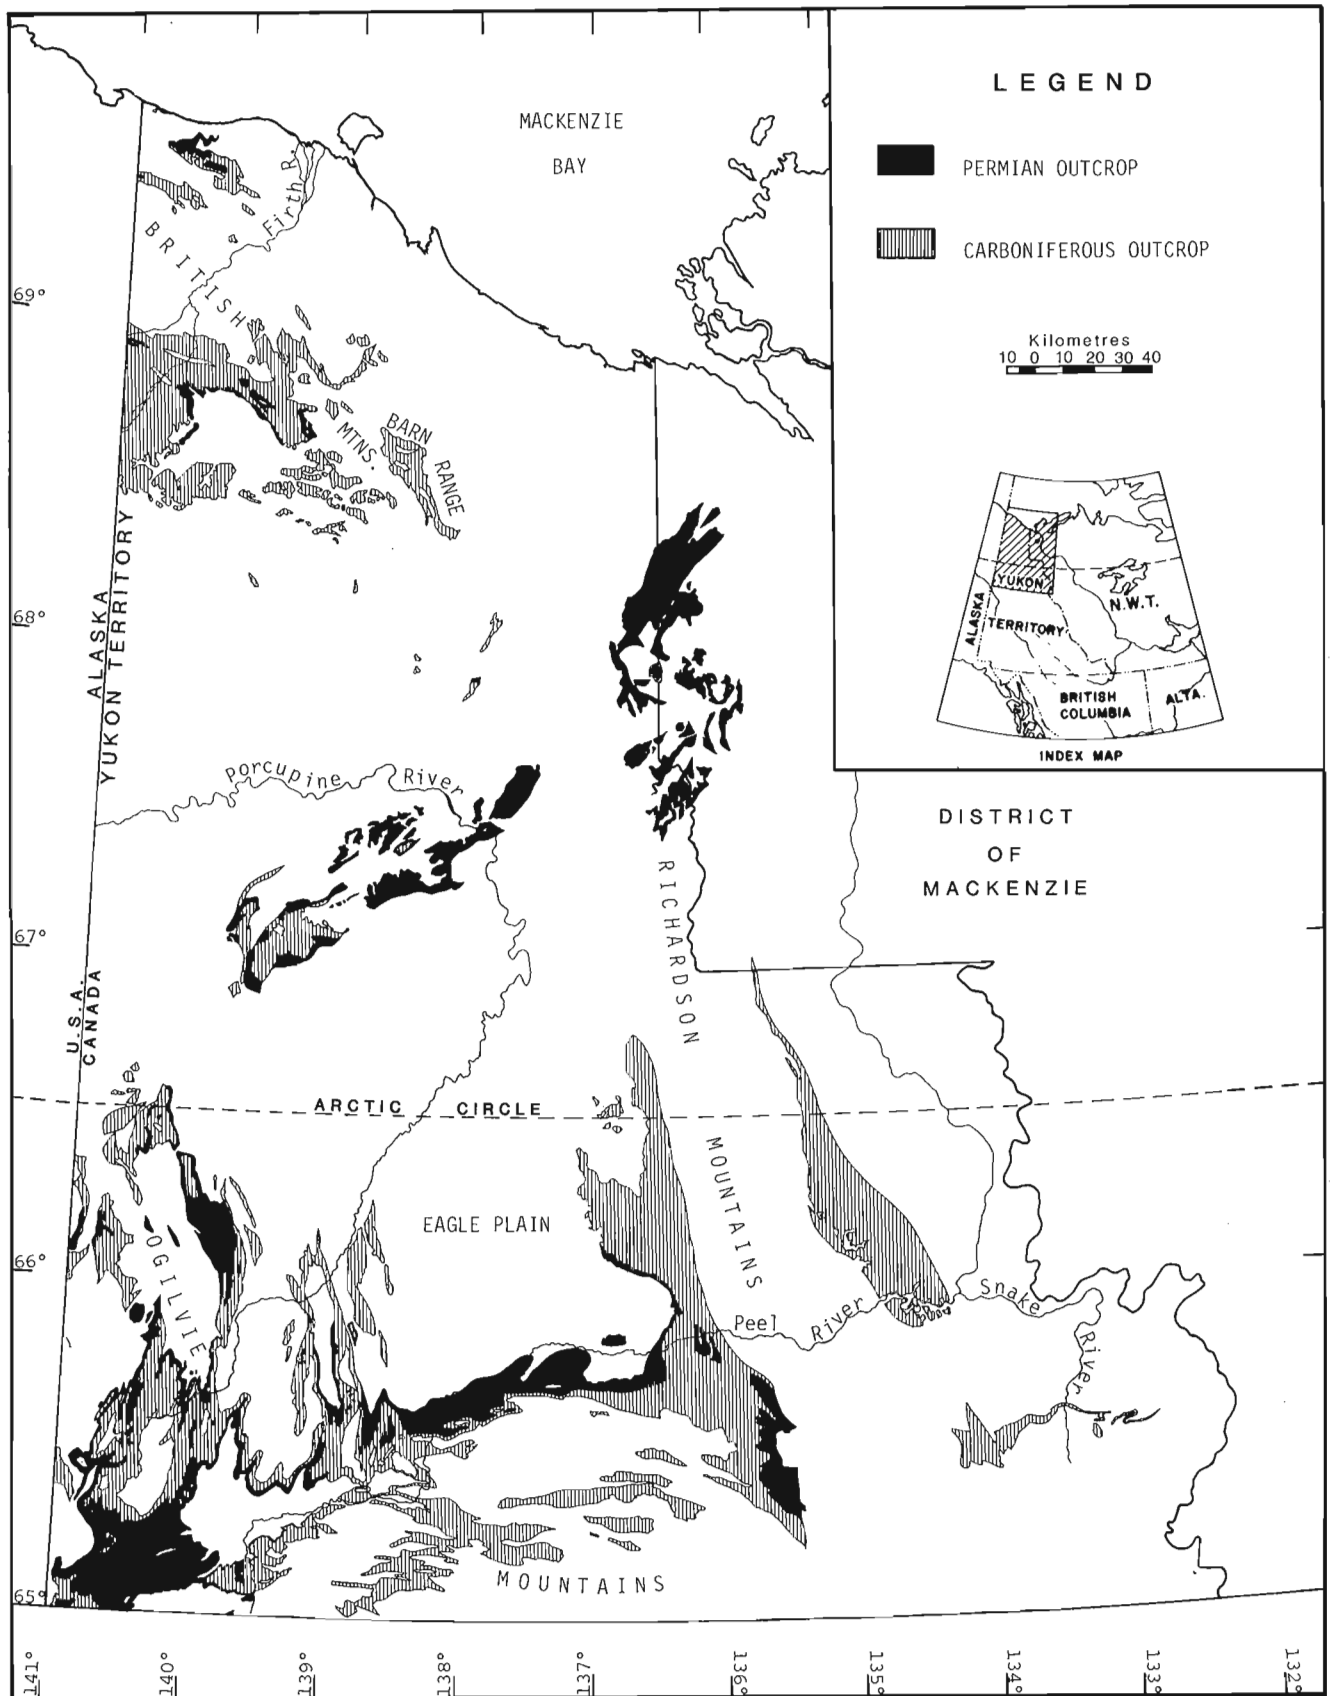 MACKENZIE
BAY
Firth R.
BRITISH
MTNS.
BARN
RANGE
69°
68°
67°
66°
65°
ALASKA
YUKON TERRITORY
Porcupine River
U.S.A.
CANADA
ARCTIC CIRCLE
RICHARDSON
MOUNTAINS
EAGLE PLAIN
OGILVIE
MOUNTAINS
Peel River
Snake River
DISTRICT
OF
MACKENZIE
LEGEND
PERMIAN OUTCROP
CARBONIFEROUS OUTCROP
Kilometres
10 0 10 20 30 40
YUKON
TERRITORY
ALASKA
N.W.T.
BRITISH
COLUMBIA
ALTA.
INDEX MAP
141° 140° 139° 138° 137° 136° 135° 134° 133° 132°